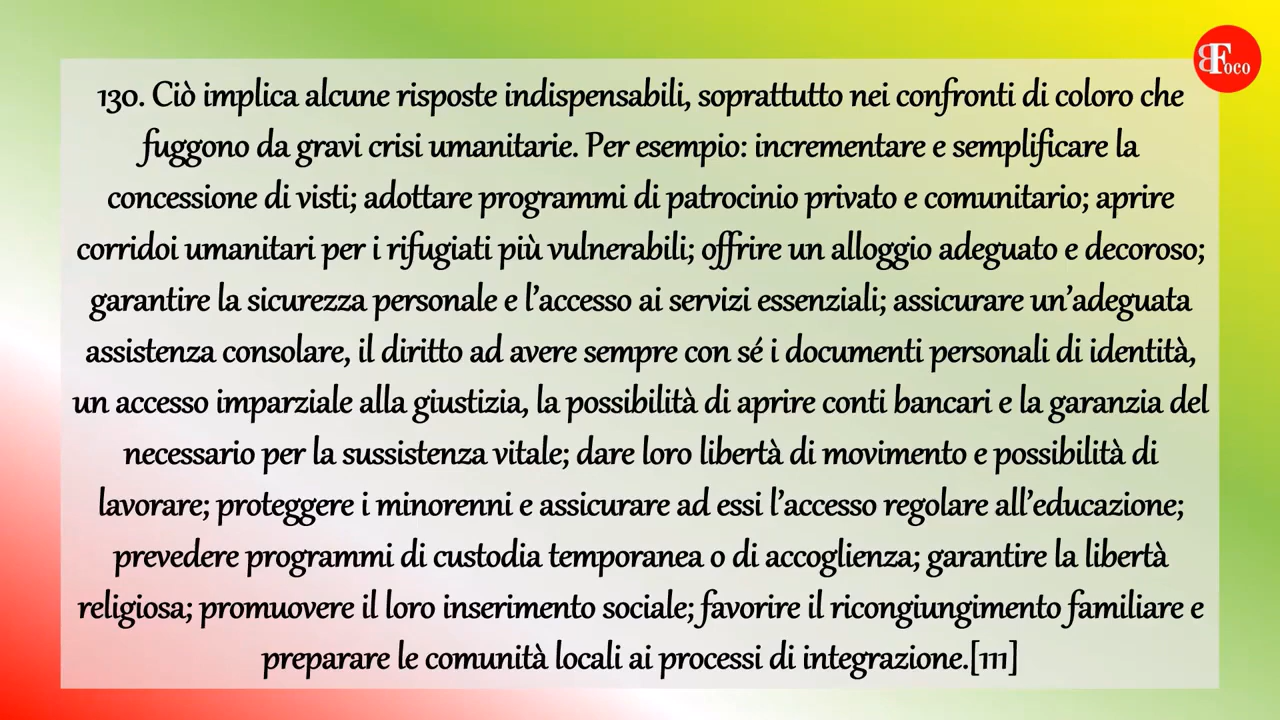 BFoco
130. Ciò implica alcune risposte indispensabili, soprattutto nei confronti di coloro che
fuggono da gravi crisi umanitarie. Per esempio: incrementare e semplificare la
concessione di visti; adottare programmi di patrocinio privato e comunitario; aprire
corridoi umanitari per i rifugiati più vulnerabili; offrire un alloggio adeguato e decoroso;
garantire la sicurezza personale e l’accesso ai servizi essenziali; assicurare un’adeguata
assistenza consolare, il diritto ad avere sempre con sé i documenti personali di identità,
un accesso imparziale alla giustizia, la possibilità di aprire conti bancari e la garanzia del
necessario per la sussistenza vitale; dare loro libertà di movimento e possibilità di
lavorare; proteggere i minorenni e assicurare ad essi l’accesso regolare all’educazione;
prevedere programmi di custodia temporanea o di accoglienza; garantire la libertà
religiosa; promuovere il loro inserimento sociale; favorire il ricongiungimento familiare e
preparare le comunità locali ai processi di integrazione.[111]